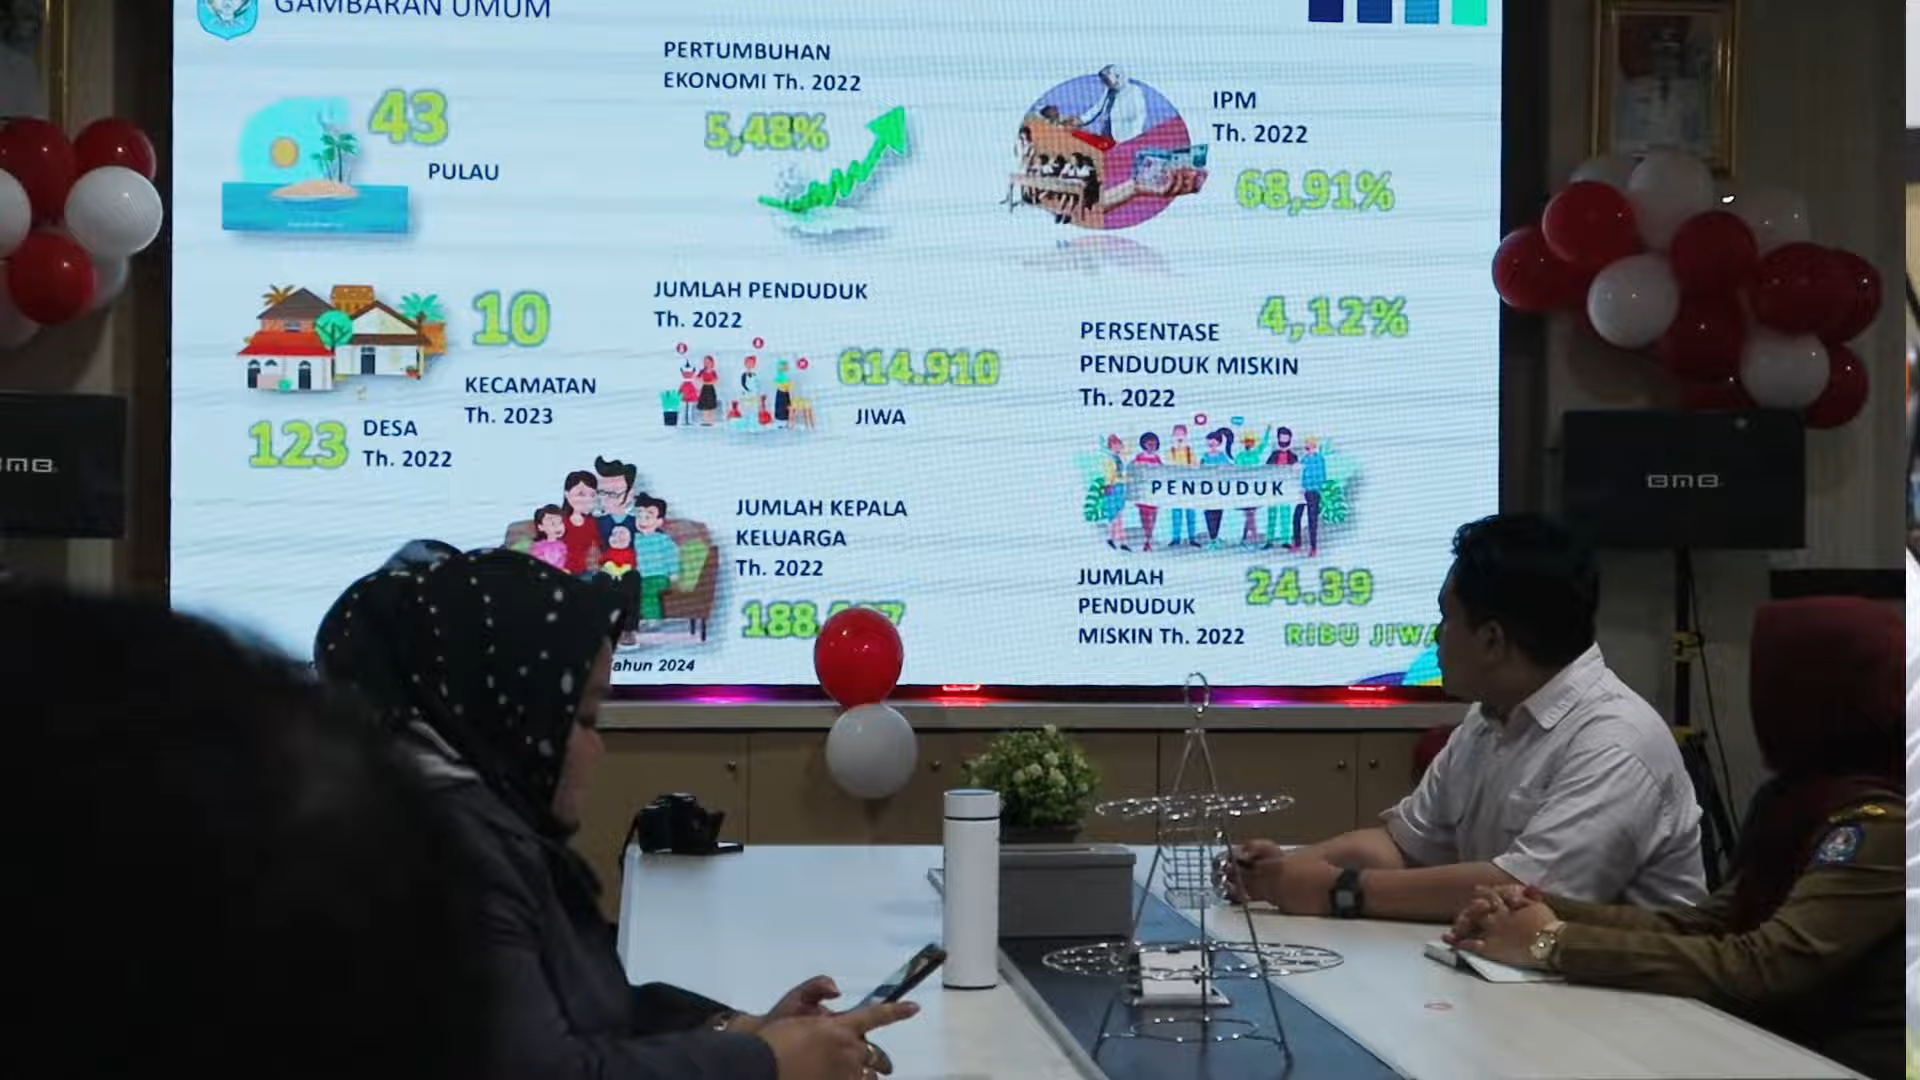 GAMBARAN UMUM
43
PULAU
PERTUMBUHAN
EKONOMI Th. 2022
5,48%
IPM
Th. 2022
68,91%
10
KECAMATAN
Th. 2023
123
DESA
Th. 2022
JUMLAH PENDUDUK
Th. 2022
614.910
JIWA
PERSENTASE
4,12%
PENDUDUK MISKIN
Th. 2022
PENDUDUK
JUMLAH KEPALA
KELUARGA
Th. 2022
JUMLAH
PENDUDUK
MISKIN Th. 2022
24.39
RIBU JIWA
ahun 2024
BMB